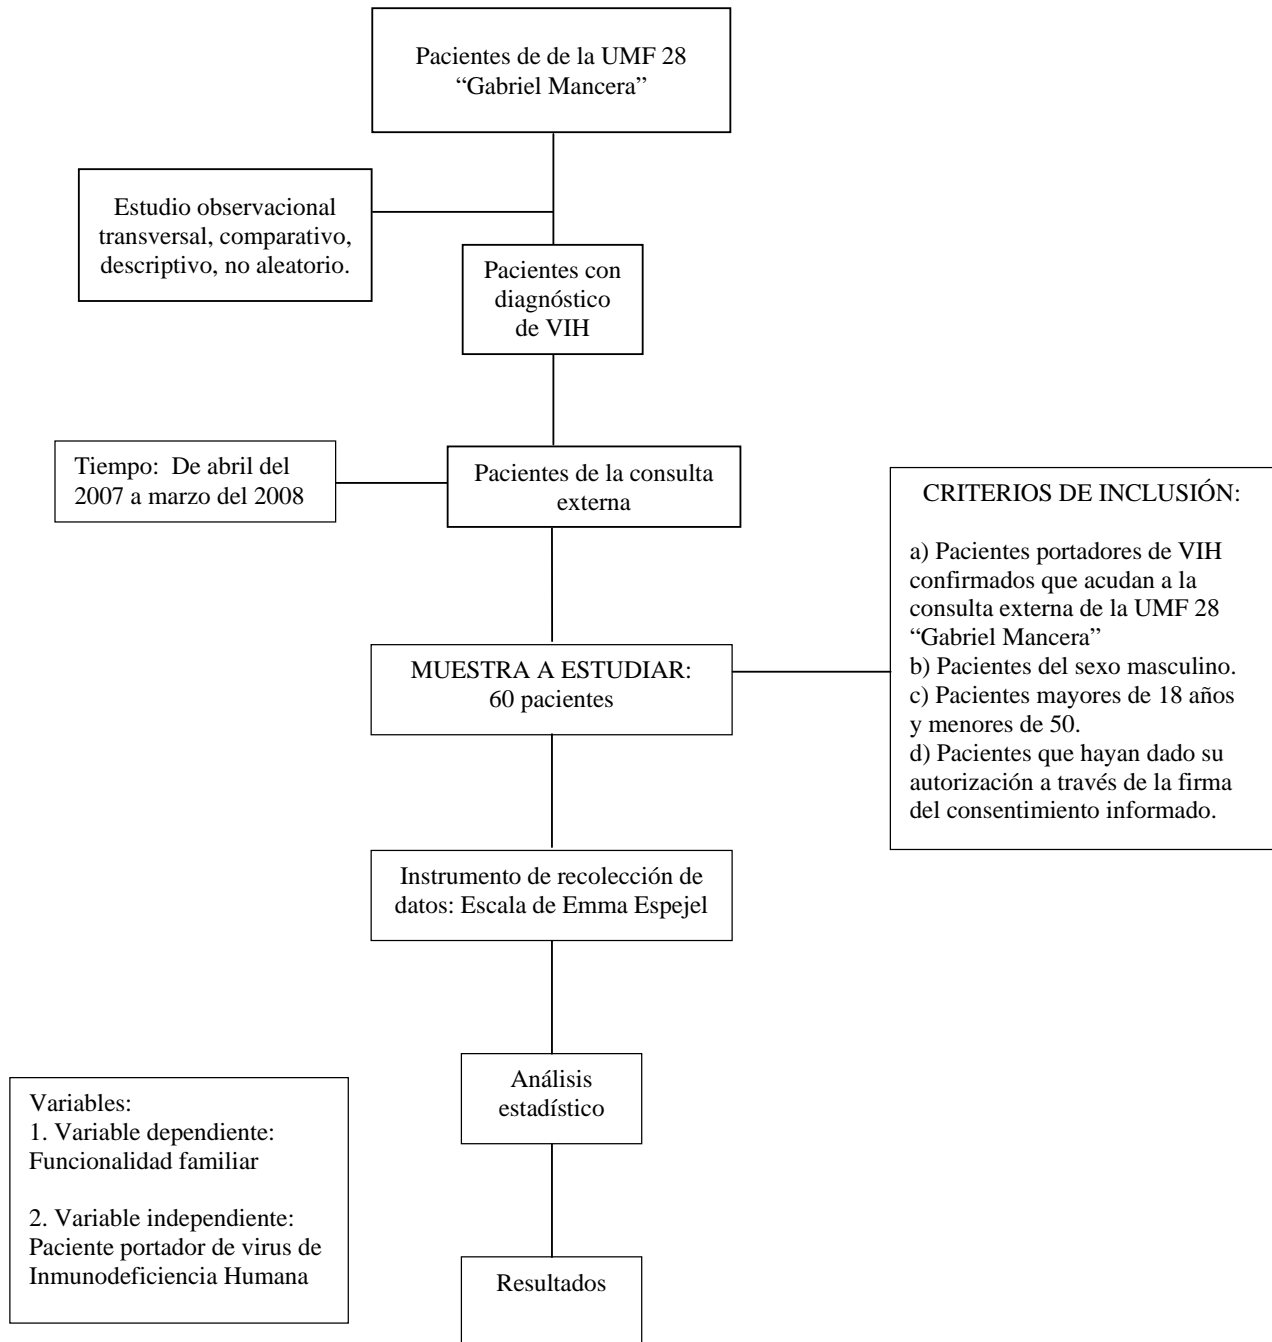 Pacientes de de la UMF 28
“Gabriel Mancera”
Estudio observacional
transversal, comparativo,
descriptivo, no aleatorio.
Pacientes con
diagnóstico
de VIH
Tiempo:  De abril del
2007 a marzo del 2008
Pacientes de la consulta
externa
CRITERIOS DE INCLUSIÓN:
a) Pacientes portadores de VIH
confirmados que acudan a la
consulta externa de la UMF 28
“Gabriel Mancera”
b) Pacientes del sexo masculino.
c) Pacientes mayores de 18 años
y menores de 50.
d) Pacientes que hayan dado su
autorización a través de la firma
del consentimiento informado.
MUESTRA A ESTUDIAR:
60 pacientes
Instrumento de recolección de
datos: Escala de Emma Espejel
Análisis
estadístico
Variables:
1. Variable dependiente:
Funcionalidad familiar
2. Variable independiente:
Paciente portador de virus de
Inmunodeficiencia Humana
Resultados